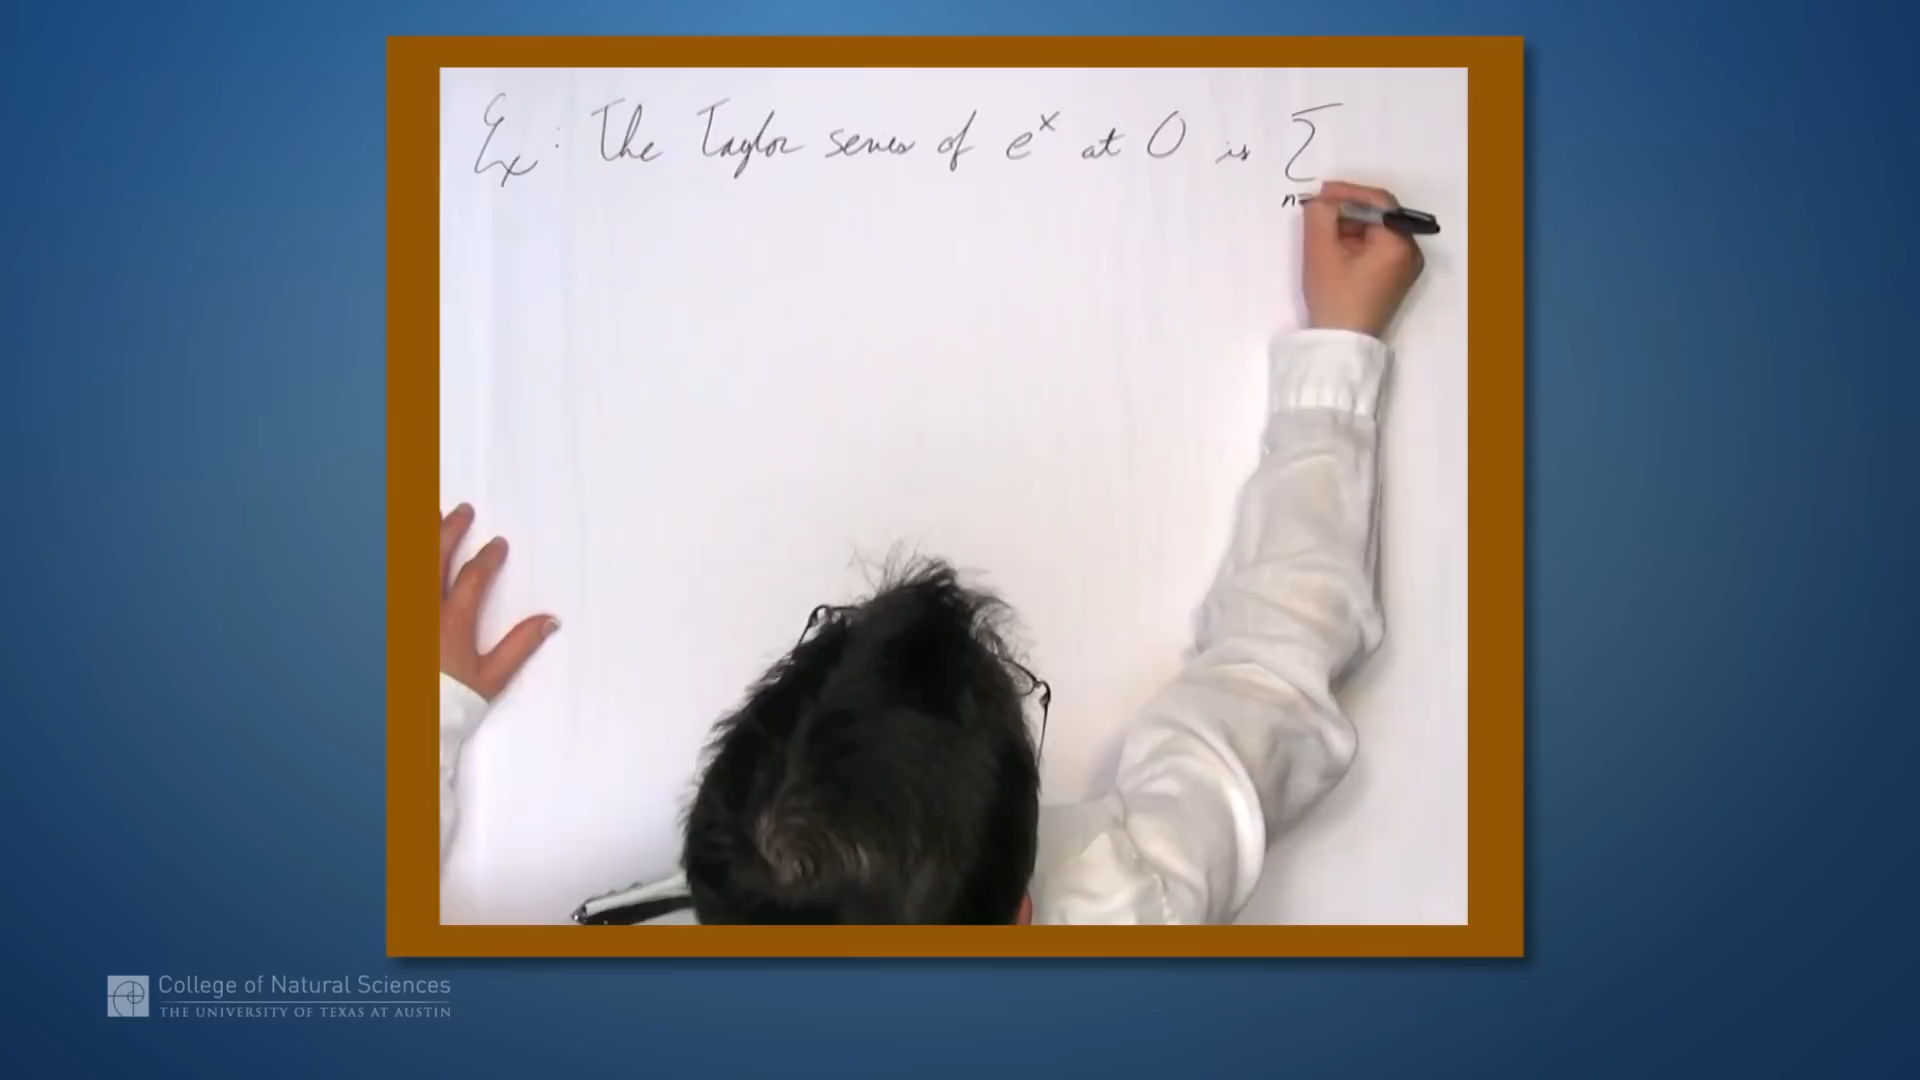 Ex: The Taylor series of e^x at 0 is ∑
n=
College of Natural Sciences
THE UNIVERSITY OF TEXAS AT AUSTIN